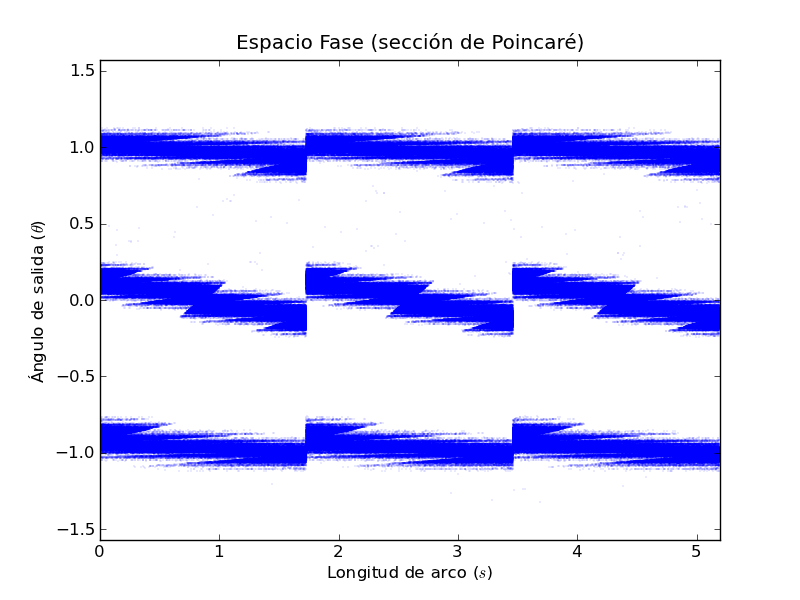 Espacio Fase (sección de Poincaré)
1.5
1.0
0.5
0.0
−0.5
−1.0
−1.5
Ángulo de salida (θ)
0 1 2 3 4 5
Longitud de arco (s)